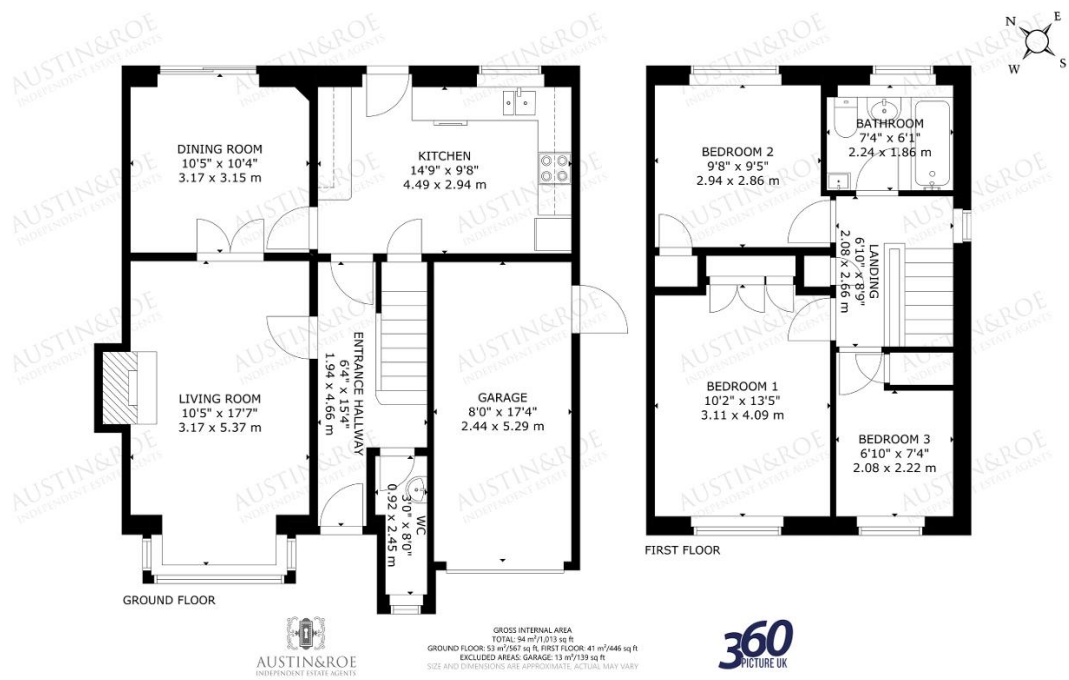 N
E
W
S
DINING ROOM
10'5" x 10'4"
3.17 x 3.15 m
KITCHEN
14'9" x 9'8"
4.49 x 2.94 m
LIVING ROOM
10'5" x 17'7"
3.17 x 5.37 m
ENTRANCE HALLWAY
6'4" x 15'4"
1.94 x 4.66 m
GARAGE
8'0" x 17'4"
2.44 x 5.29 m
WC
3'0" x 8'0"
0.92 x 2.45 m
GROUND FLOOR
BEDROOM 2
9'8" x 9'5"
2.94 x 2.86 m
BATHROOM
7'4" x 6'1"
2.24 x 1.86 m
LANDING
6'10" x 8'9"
2.08 x 2.66 m
BEDROOM 1
10'2" x 13'5"
3.11 x 4.09 m
BEDROOM 3
6'10" x 7'4"
2.08 x 2.22 m
FIRST FLOOR
AUSTIN&ROE
INDEPENDENT ESTATE AGENTS
GROSS INTERNAL AREA
TOTAL: 94 m²/1,013 sq ft
GROUND FLOOR: 53 m²/567 sq ft, FIRST FLOOR: 41 m²/446 sq ft
EXCLUDED AREAS: GARAGE: 13 m²/139 sq ft
SIZE AND DIMENSIONS ARE APPROXIMATE, ACTUAL MAY VARY
360
PICTURE UK